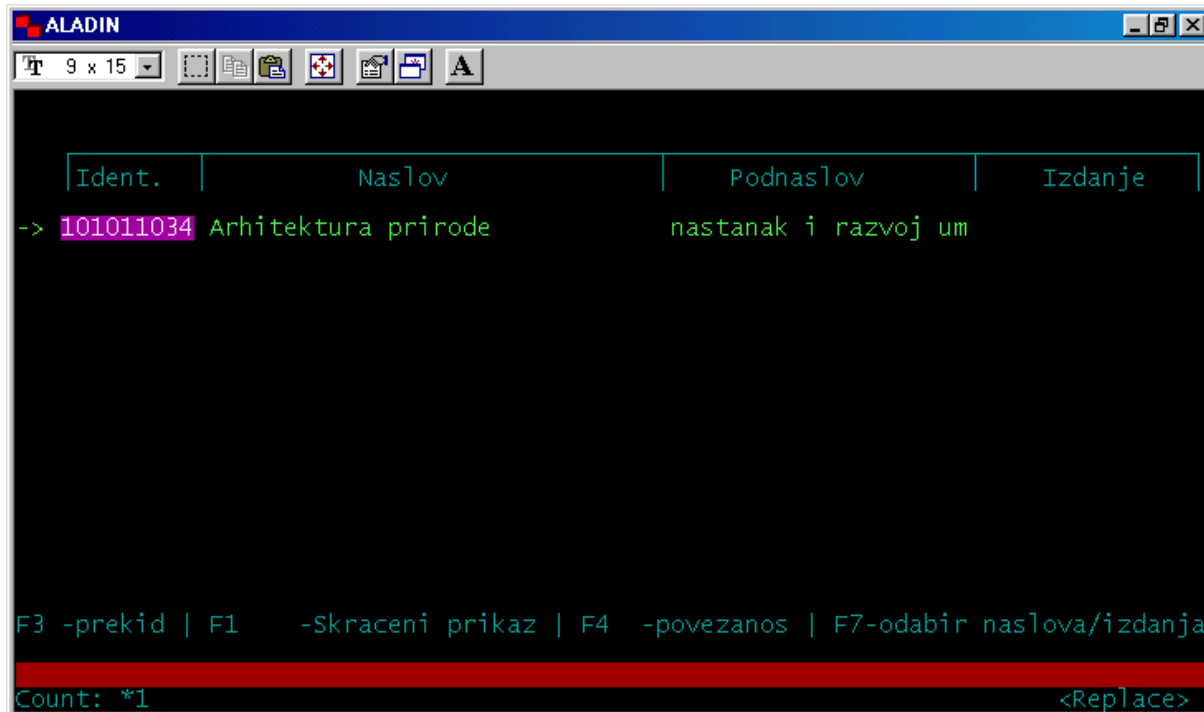 ALADIN
9 x 15 A
Ident. Naslov Podnaslov Izdanje
-> 101011034 Arhitektura prirode nastanak i razvoj um
F3 -prekid | F1 -Skraceni prikaz | F4 -povezanos | F7-odabir naslova/izdanja
Count: *1 <Replace>